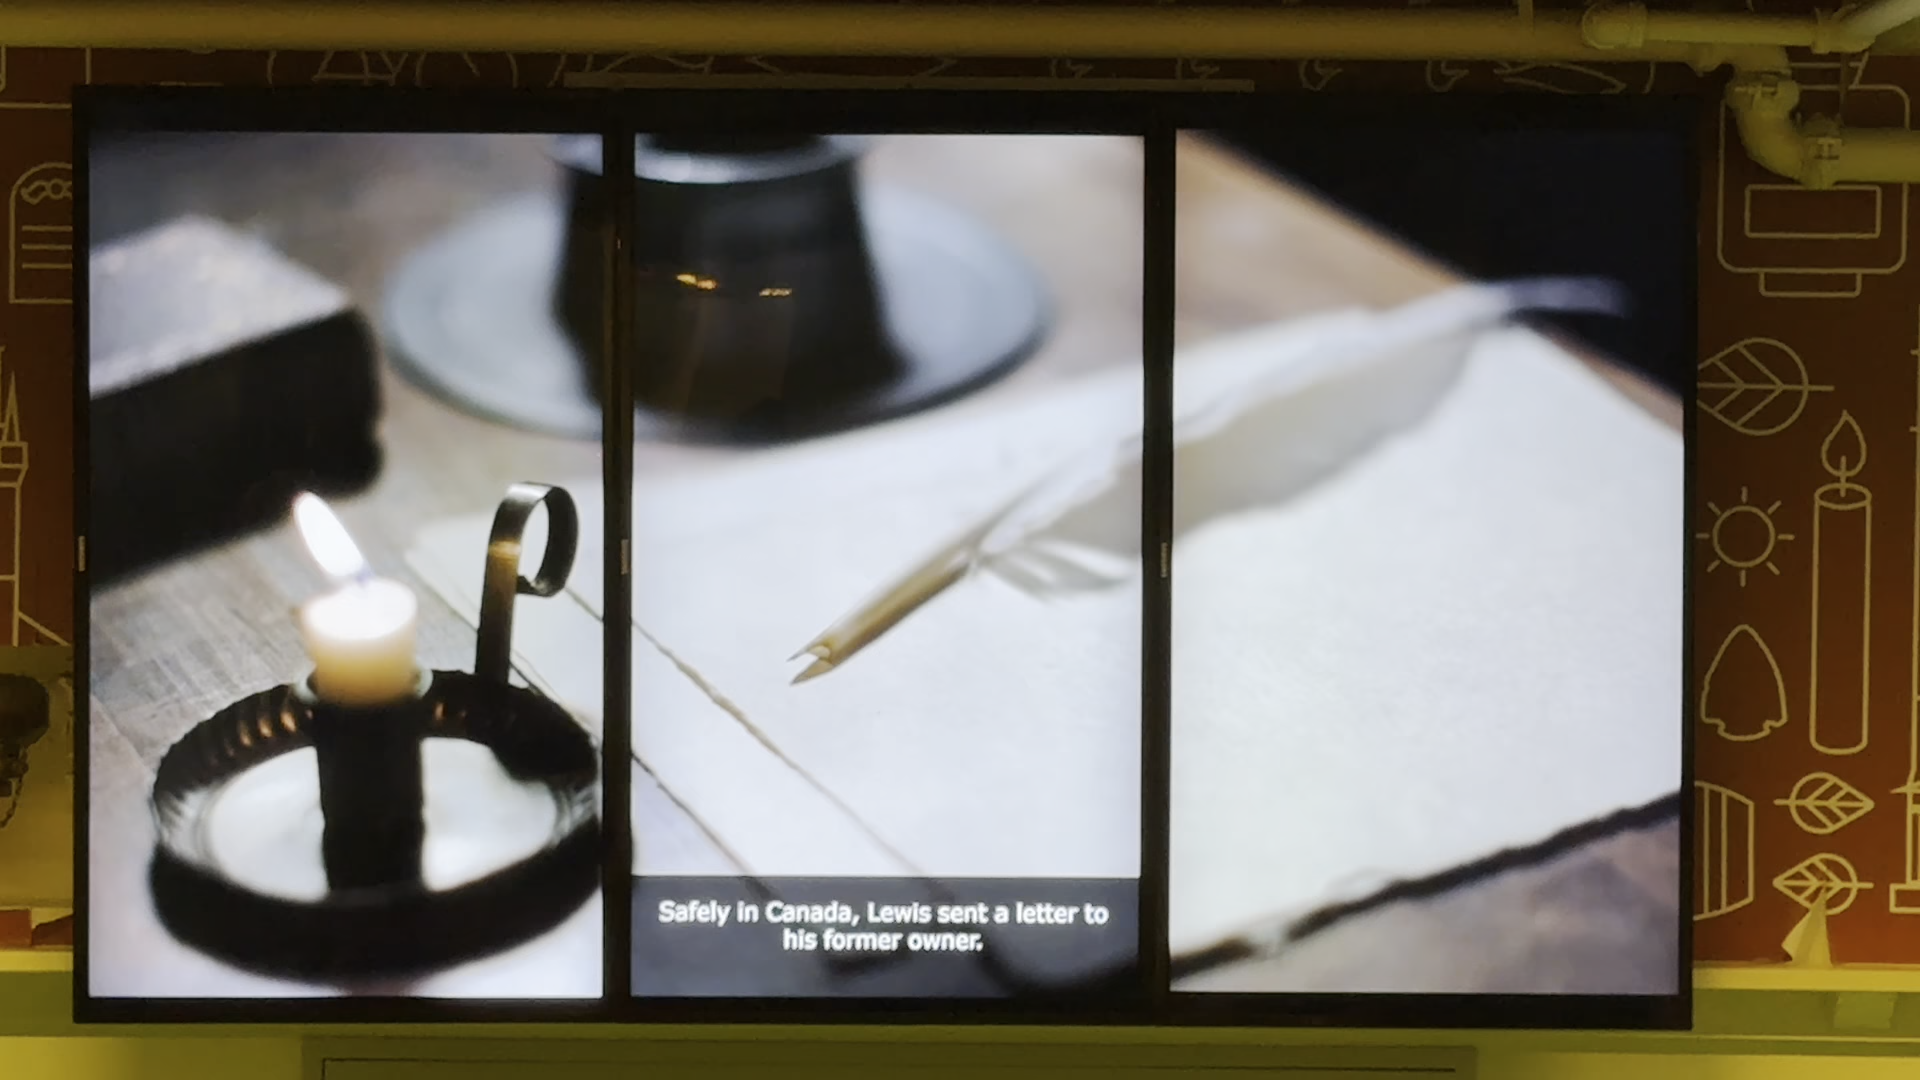 Safely in Canada, Lewis sent a letter to
his former owner.